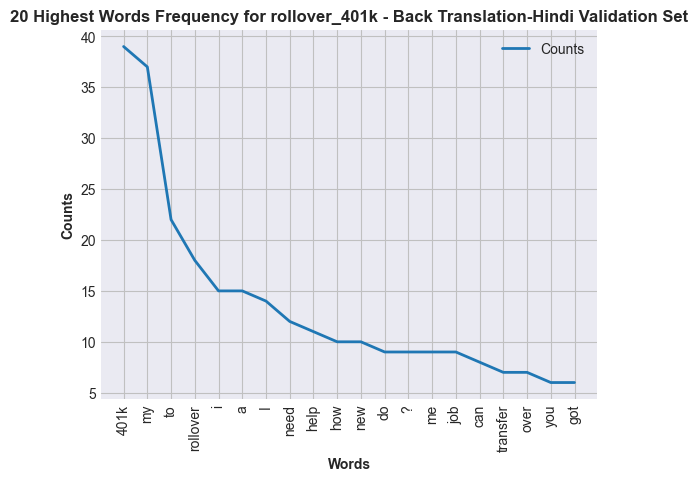 20 Highest Words Frequency for rollover_401k - Back Translation-Hindi Validation Set
Counts
40
35
30
25
20
15
10
5
Counts
401k
my
to
rollover
i
a
I
need
help
how
new
do
?
me
job
can
transfer
over
you
got
Words